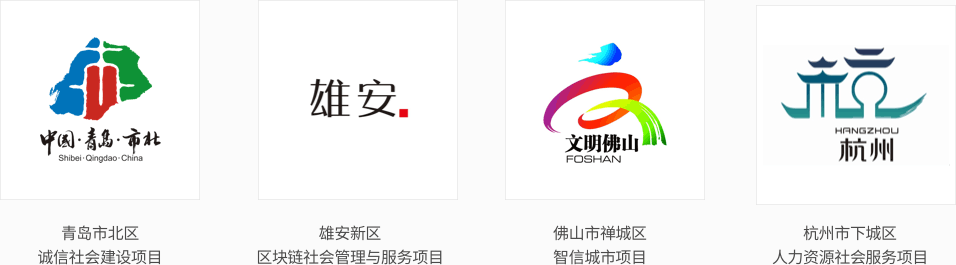 中国·青岛·市北
Shibei·Qingdao·China
青岛市北区
诚信社会建设项目
雄安
雄安新区
区块链社会管理与服务项目
文明佛山
FOSHAN
佛山市禅城区
智信城市项目
HANGZHOU
杭州
杭州市下城区
人力资源社会服务项目